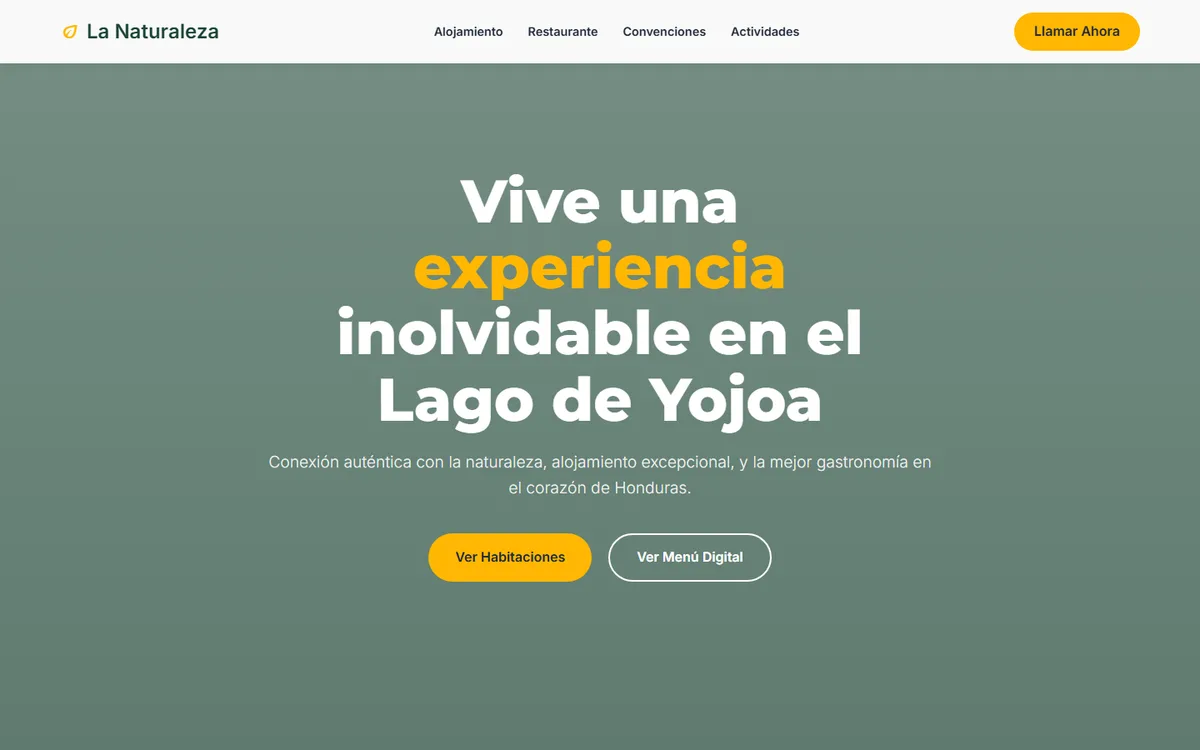 La Naturaleza
Alojamiento
Restaurante
Convenciones
Actividades
Llamar Ahora
Vive una
experiencia
inolvidable en el
Lago de Yojoa
Conexión auténtica con la naturaleza, alojamiento excepcional, y la mejor gastronomía en
el corazón de Honduras.
Ver Habitaciones
Ver Menú Digital